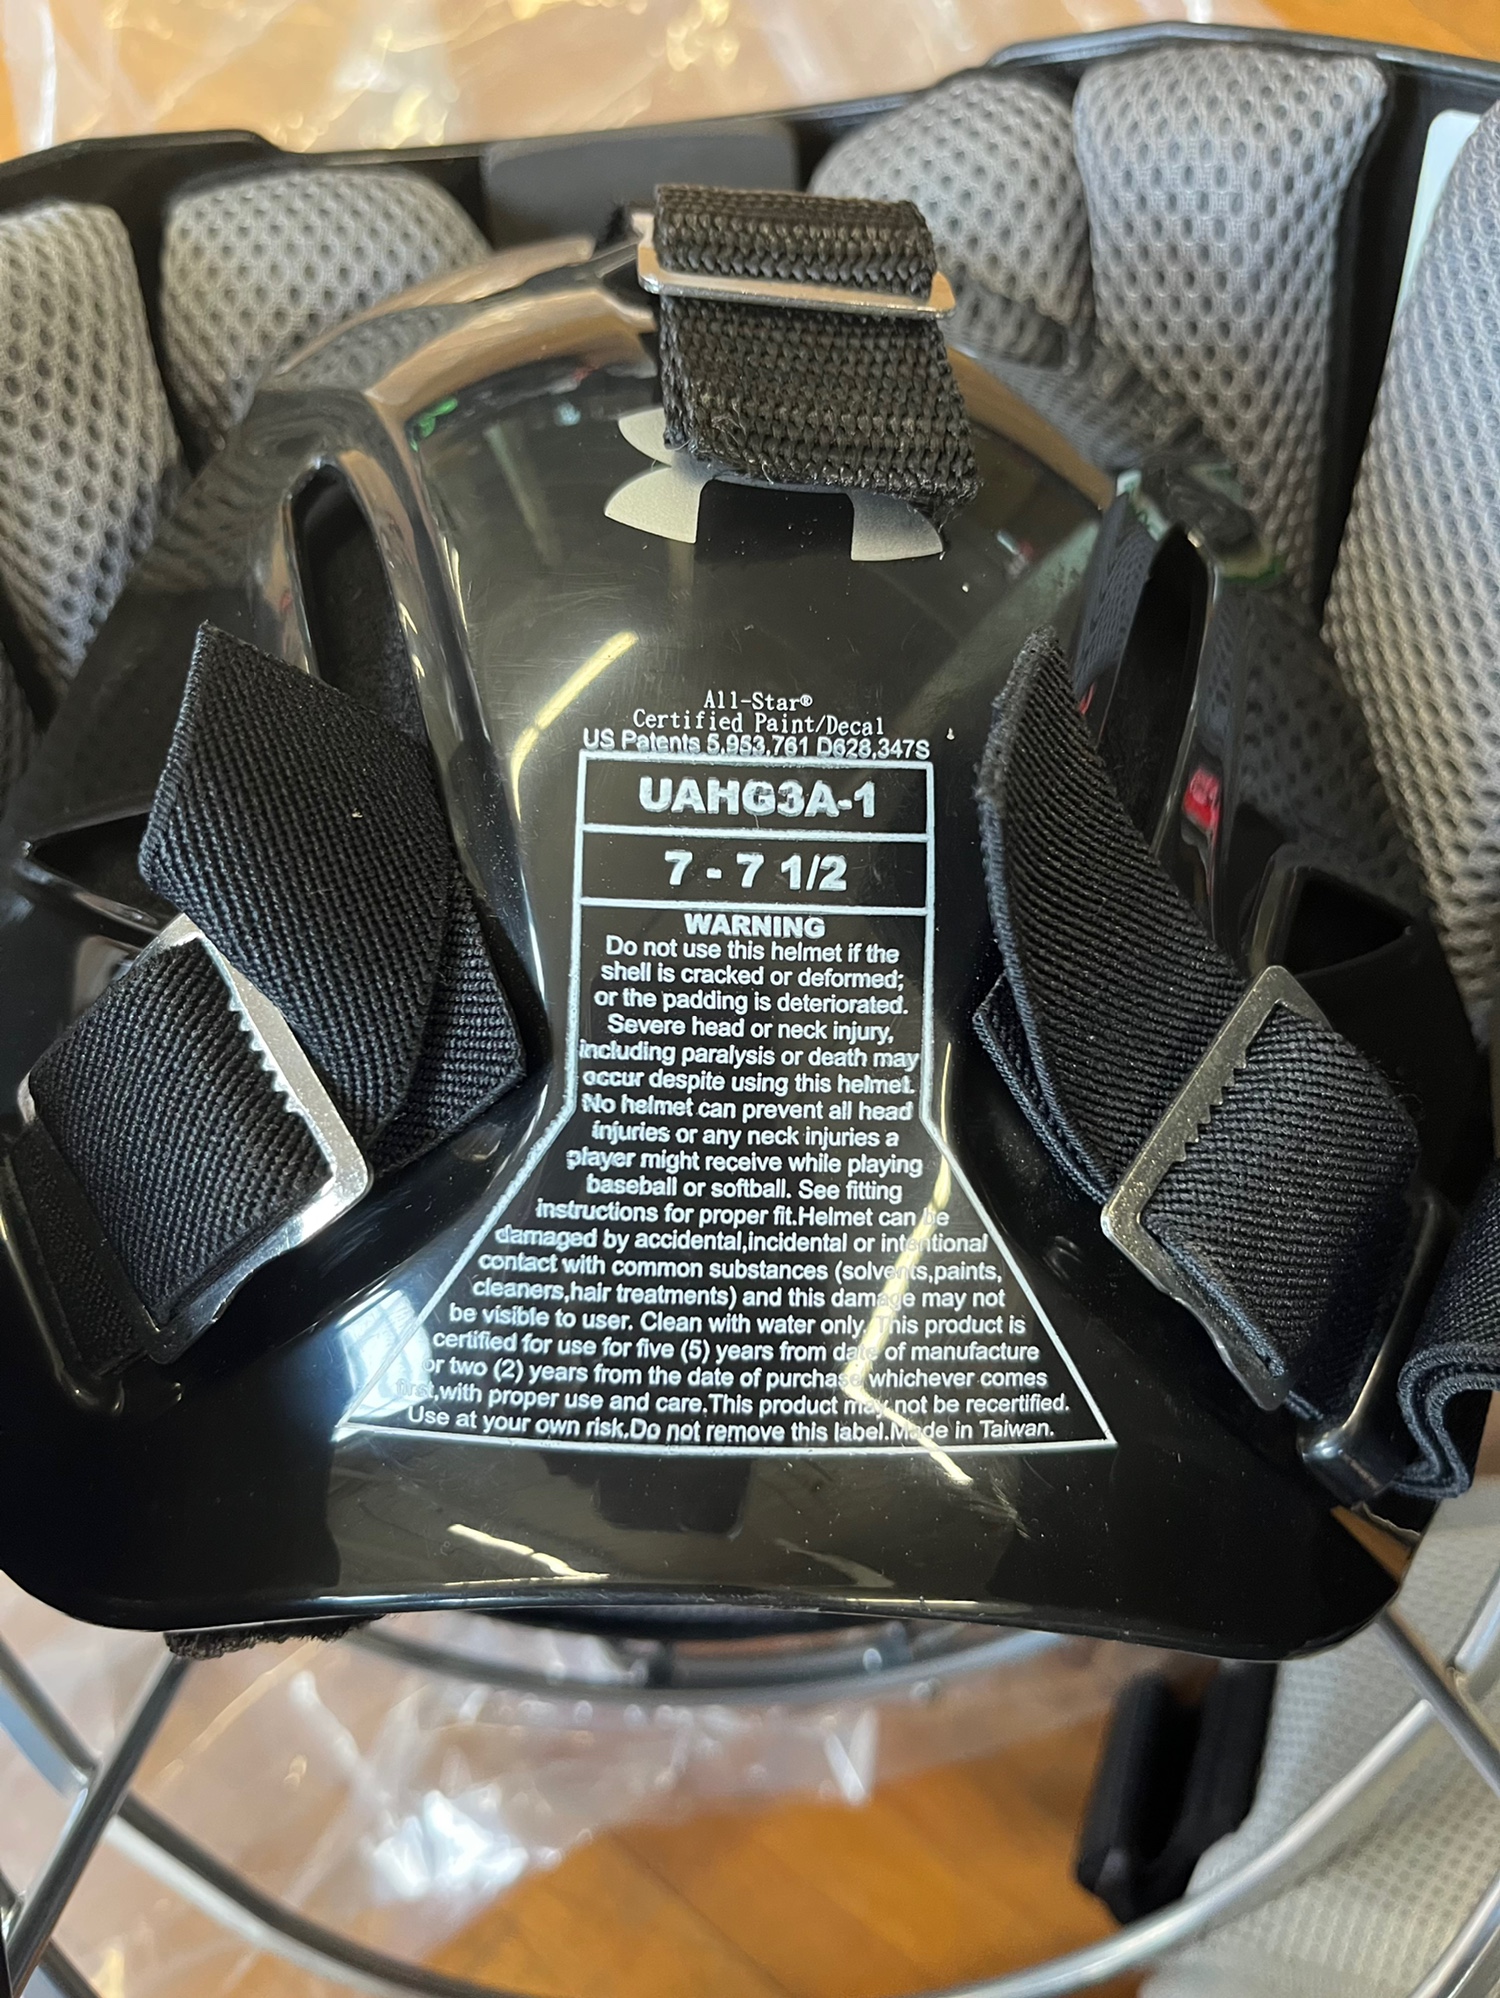 All-Star®
Certified Paint/Decal
US Patents 5,953,761 D628,347S
UAHG3A-1
7 - 7 1/2
WARNING
Do not use this helmet if the
shell is cracked or deformed;
or the padding is deteriorated.
Severe head or neck injury,
including paralysis or death may
occur despite using this helmet.
No helmet can prevent all head
injuries or any neck injuries a
player might receive while playing
baseball or softball. See fitting
instructions for proper fit.Helmet can be
damaged by accidental,incidental or intentional
contact with common substances (solvents,paints,
cleaners,hair treatments) and this damage may not
be visible to user. Clean with water only. This product is
certified for use for five (5) years from date of manufacture
or two (2) years from the date of purchase whichever comes
first,with proper use and care.This product may not be recertified.
Use at your own risk.Do not remove this label.Made in Taiwan.